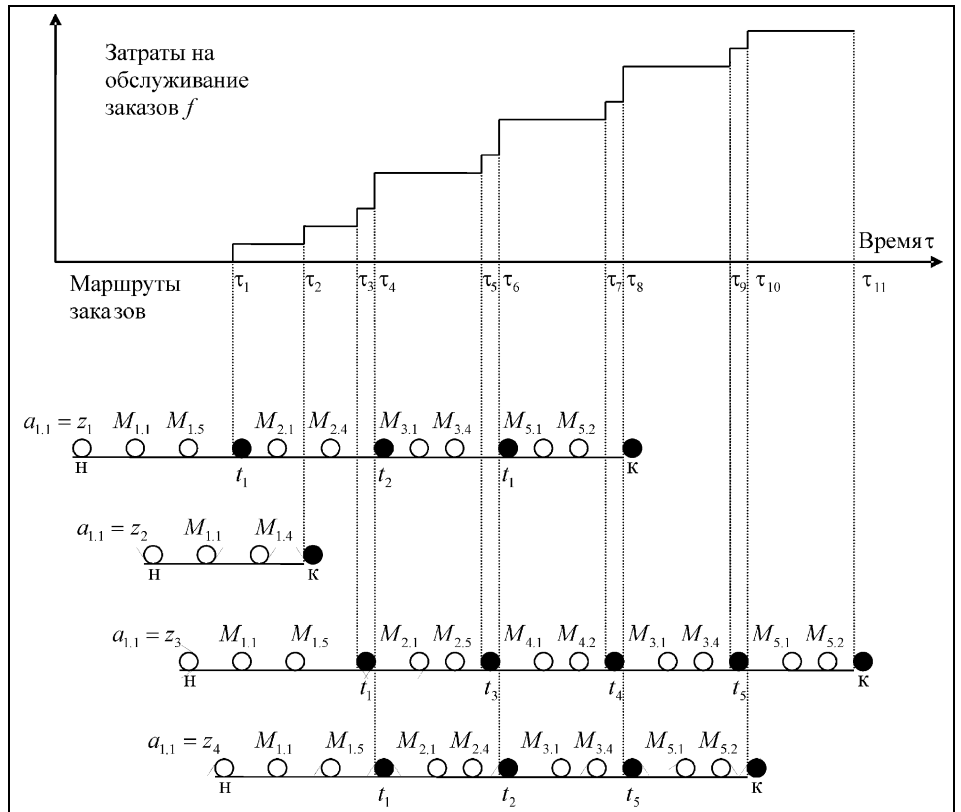 Затраты на
обслуживание
заказов f
Время τ
Маршруты
заказов
τ1 τ2 τ3 τ4 τ5 τ6 τ7 τ8 τ9 τ10 τ11
a1.1 = z1 M1.1 M1.5 M2.1 M2.4 M3.1 M3.4 M5.1 M5.2
н t1 t2 t1 к
a1.1 = z2 M1.1 M1.4
н к
a1.1 = z3 M1.1 M1.5 M2.1 M2.5 M4.1 M4.2 M3.1 M3.4 M5.1 M5.2
н t1 t3 t4 t5 к
a1.1 = z4 M1.1 M1.5 M2.1 M2.4 M3.1 M3.4 M5.1 M5.2
н t1 t2 t5 к